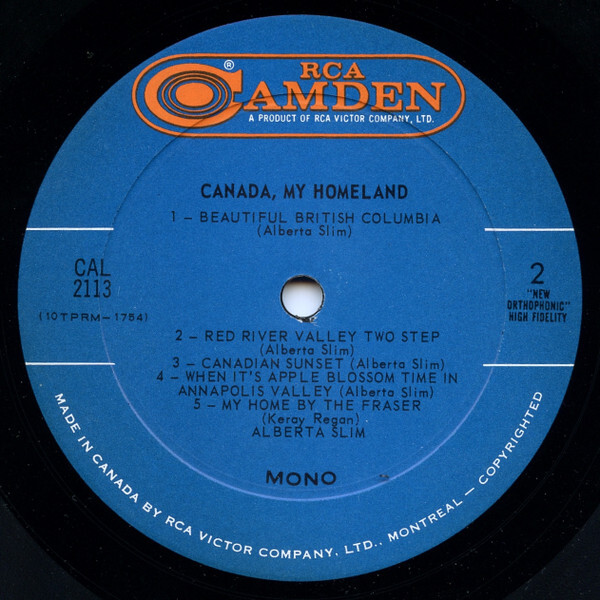 ®
RCA
CAMDEN
A PRODUCT OF RCA VICTOR COMPANY, LTD.
CANADA, MY HOMELAND
1 – BEAUTIFUL BRITISH COLUMBIA
(Alberta Slim)
CAL
2113
(10TPRM–1754)
2
"NEW
ORTHOPHONIC"
HIGH FIDELITY
2 – RED RIVER VALLEY TWO STEP
(Alberta Slim)
3 – CANADIAN SUNSET (Alberta Slim)
4 – WHEN IT'S APPLE BLOSSOM TIME IN
ANNAPOLIS VALLEY (Alberta Slim)
5 – MY HOME BY THE FRASER
(Keray Regan)
ALBERTA SLIM
MONO
MADE IN CANADA BY RCA VICTOR COMPANY, LTD., MONTREAL — COPYRIGHTED